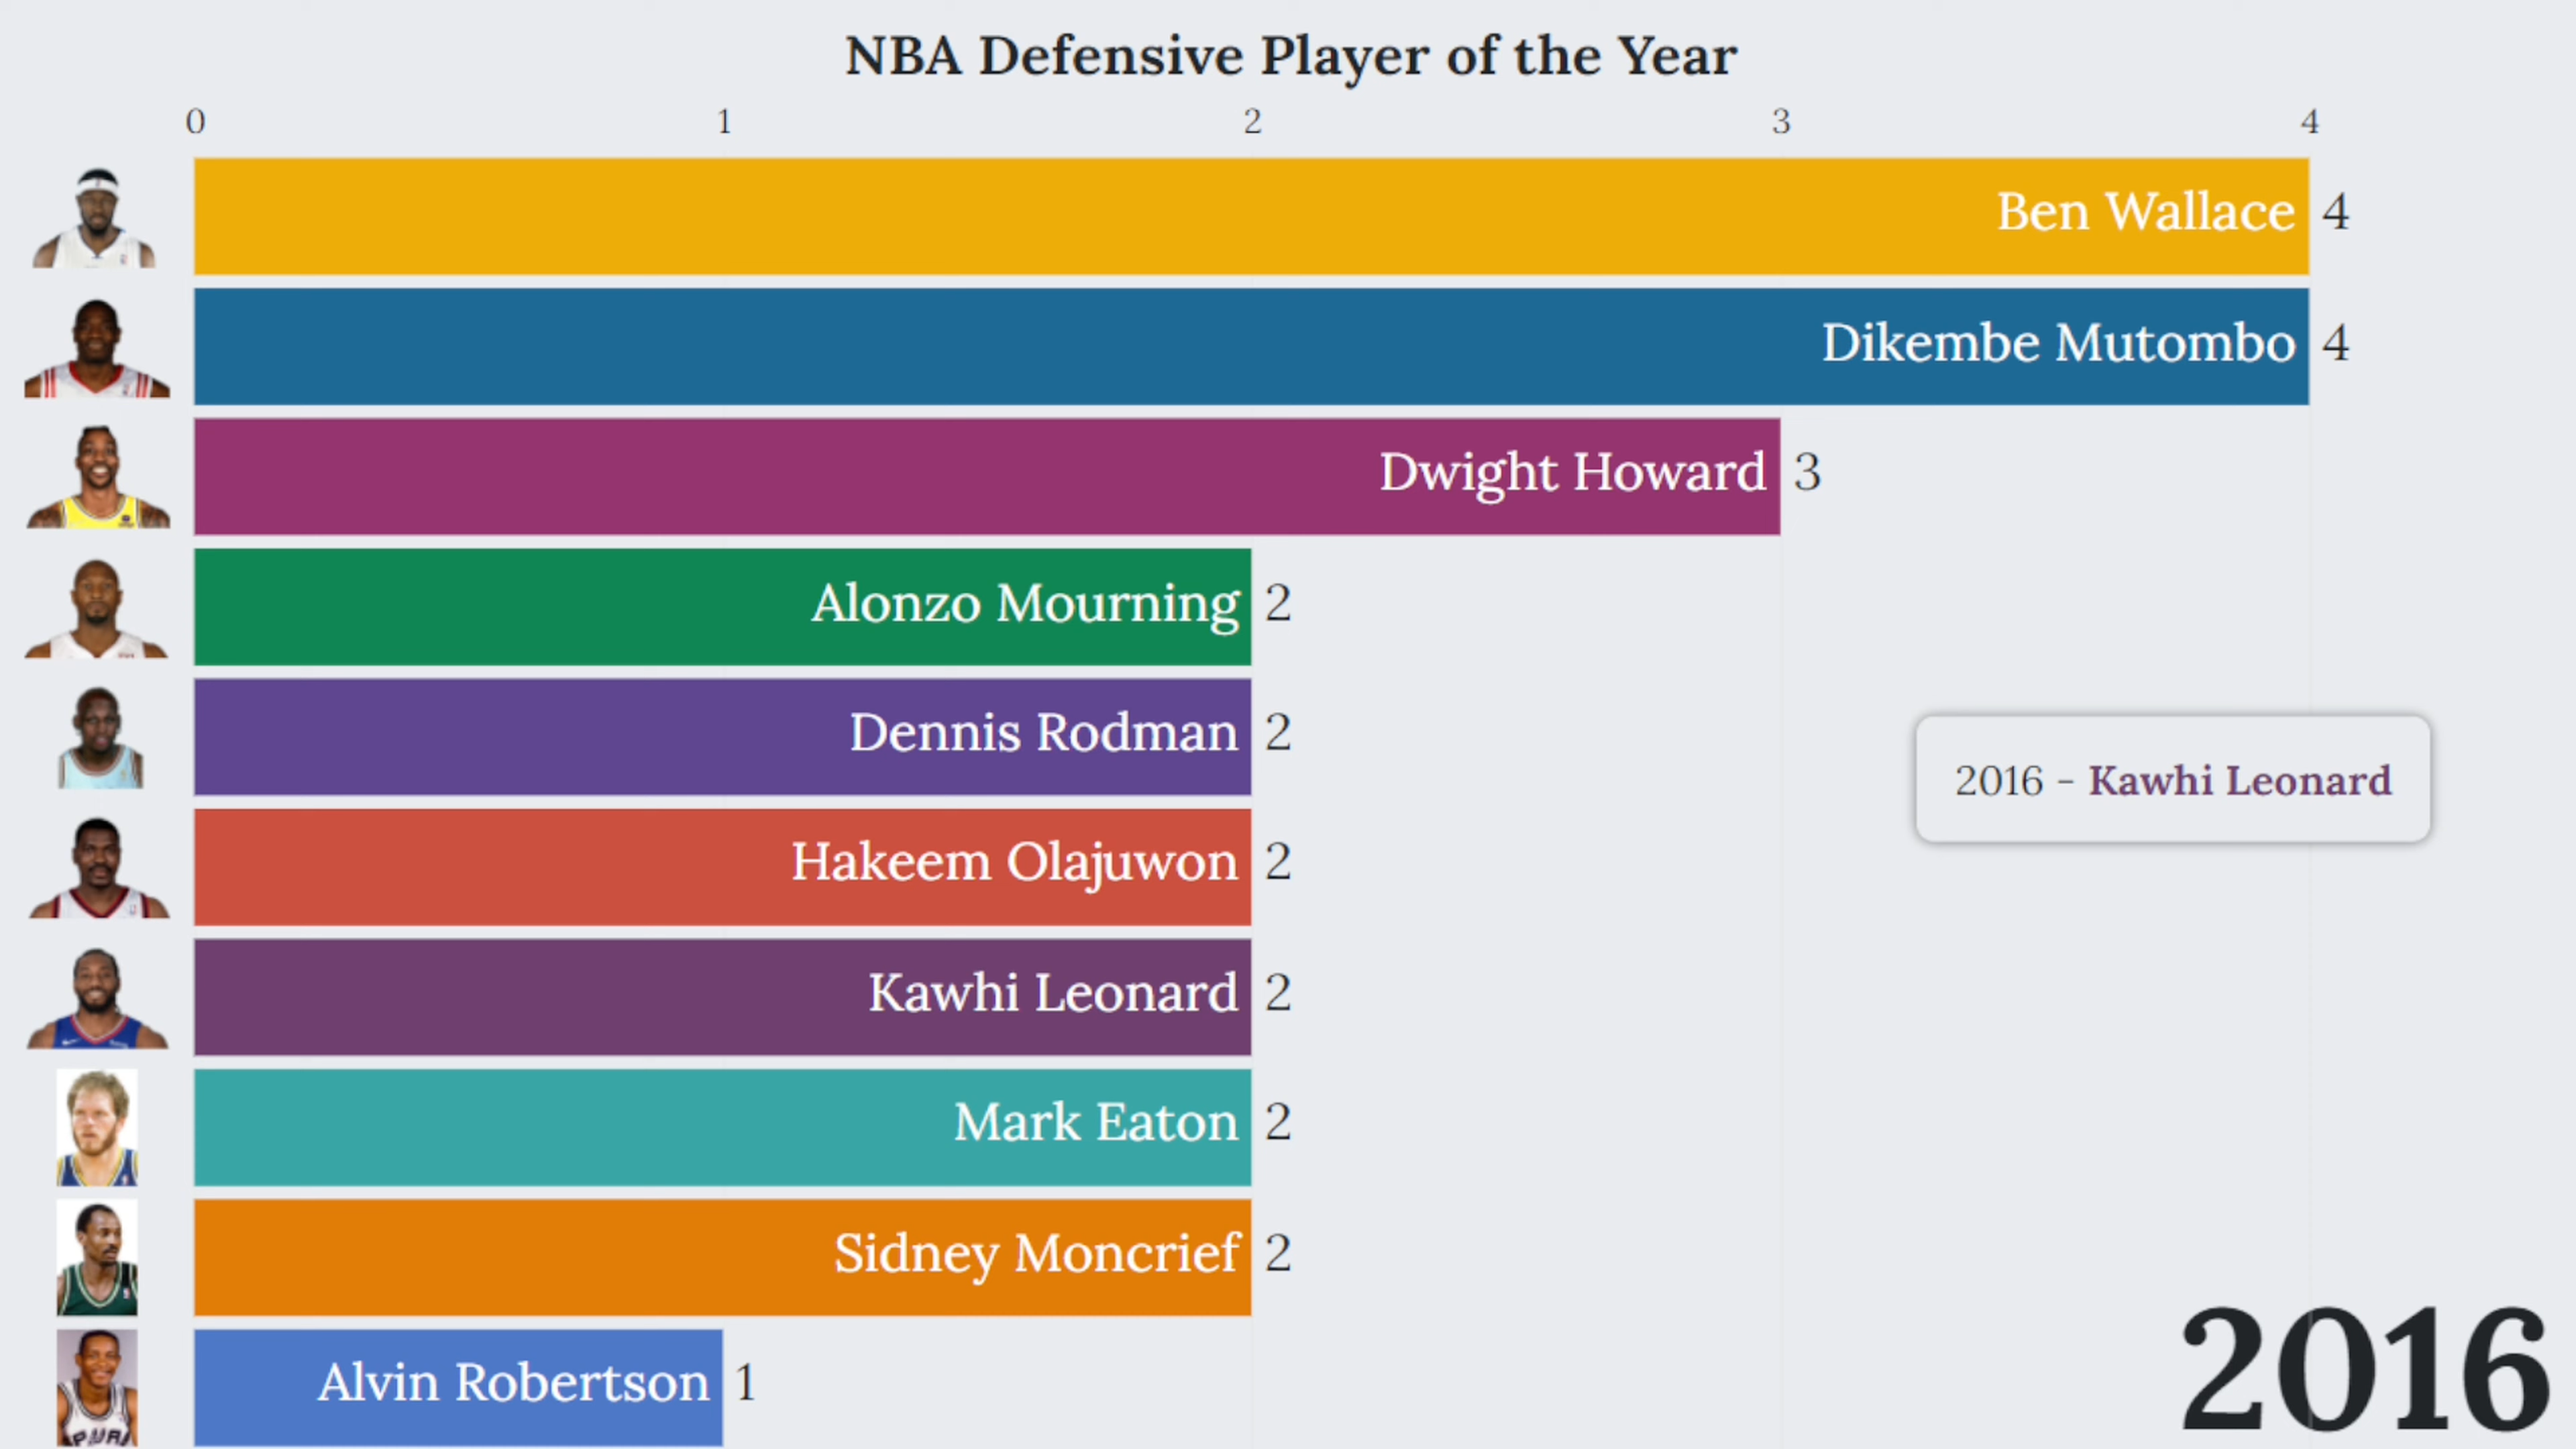 NBA Defensive Player of the Year
0 1 2 3 4
Ben Wallace 4
Dikembe Mutombo 4
Dwight Howard 3
Alonzo Mourning 2
Dennis Rodman 2
2016 - Kawhi Leonard
Hakeem Olajuwon 2
Kawhi Leonard 2
Mark Eaton 2
Sidney Moncrief 2
Alvin Robertson 1
2016